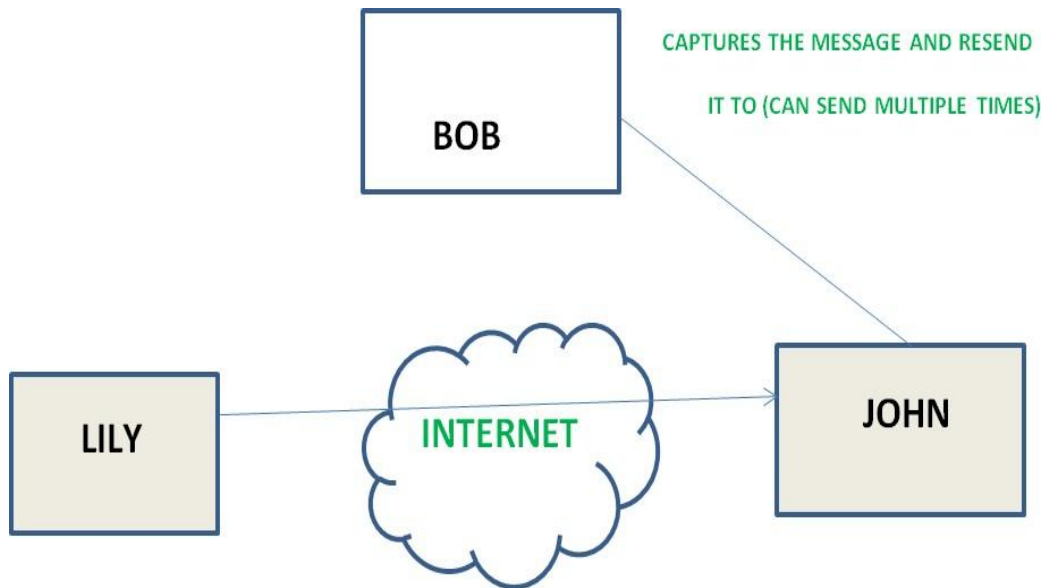 CAPTURES THE MESSAGE AND RESEND
IT TO (CAN SEND MULTIPLE TIMES)
BOB
LILY
INTERNET
JOHN